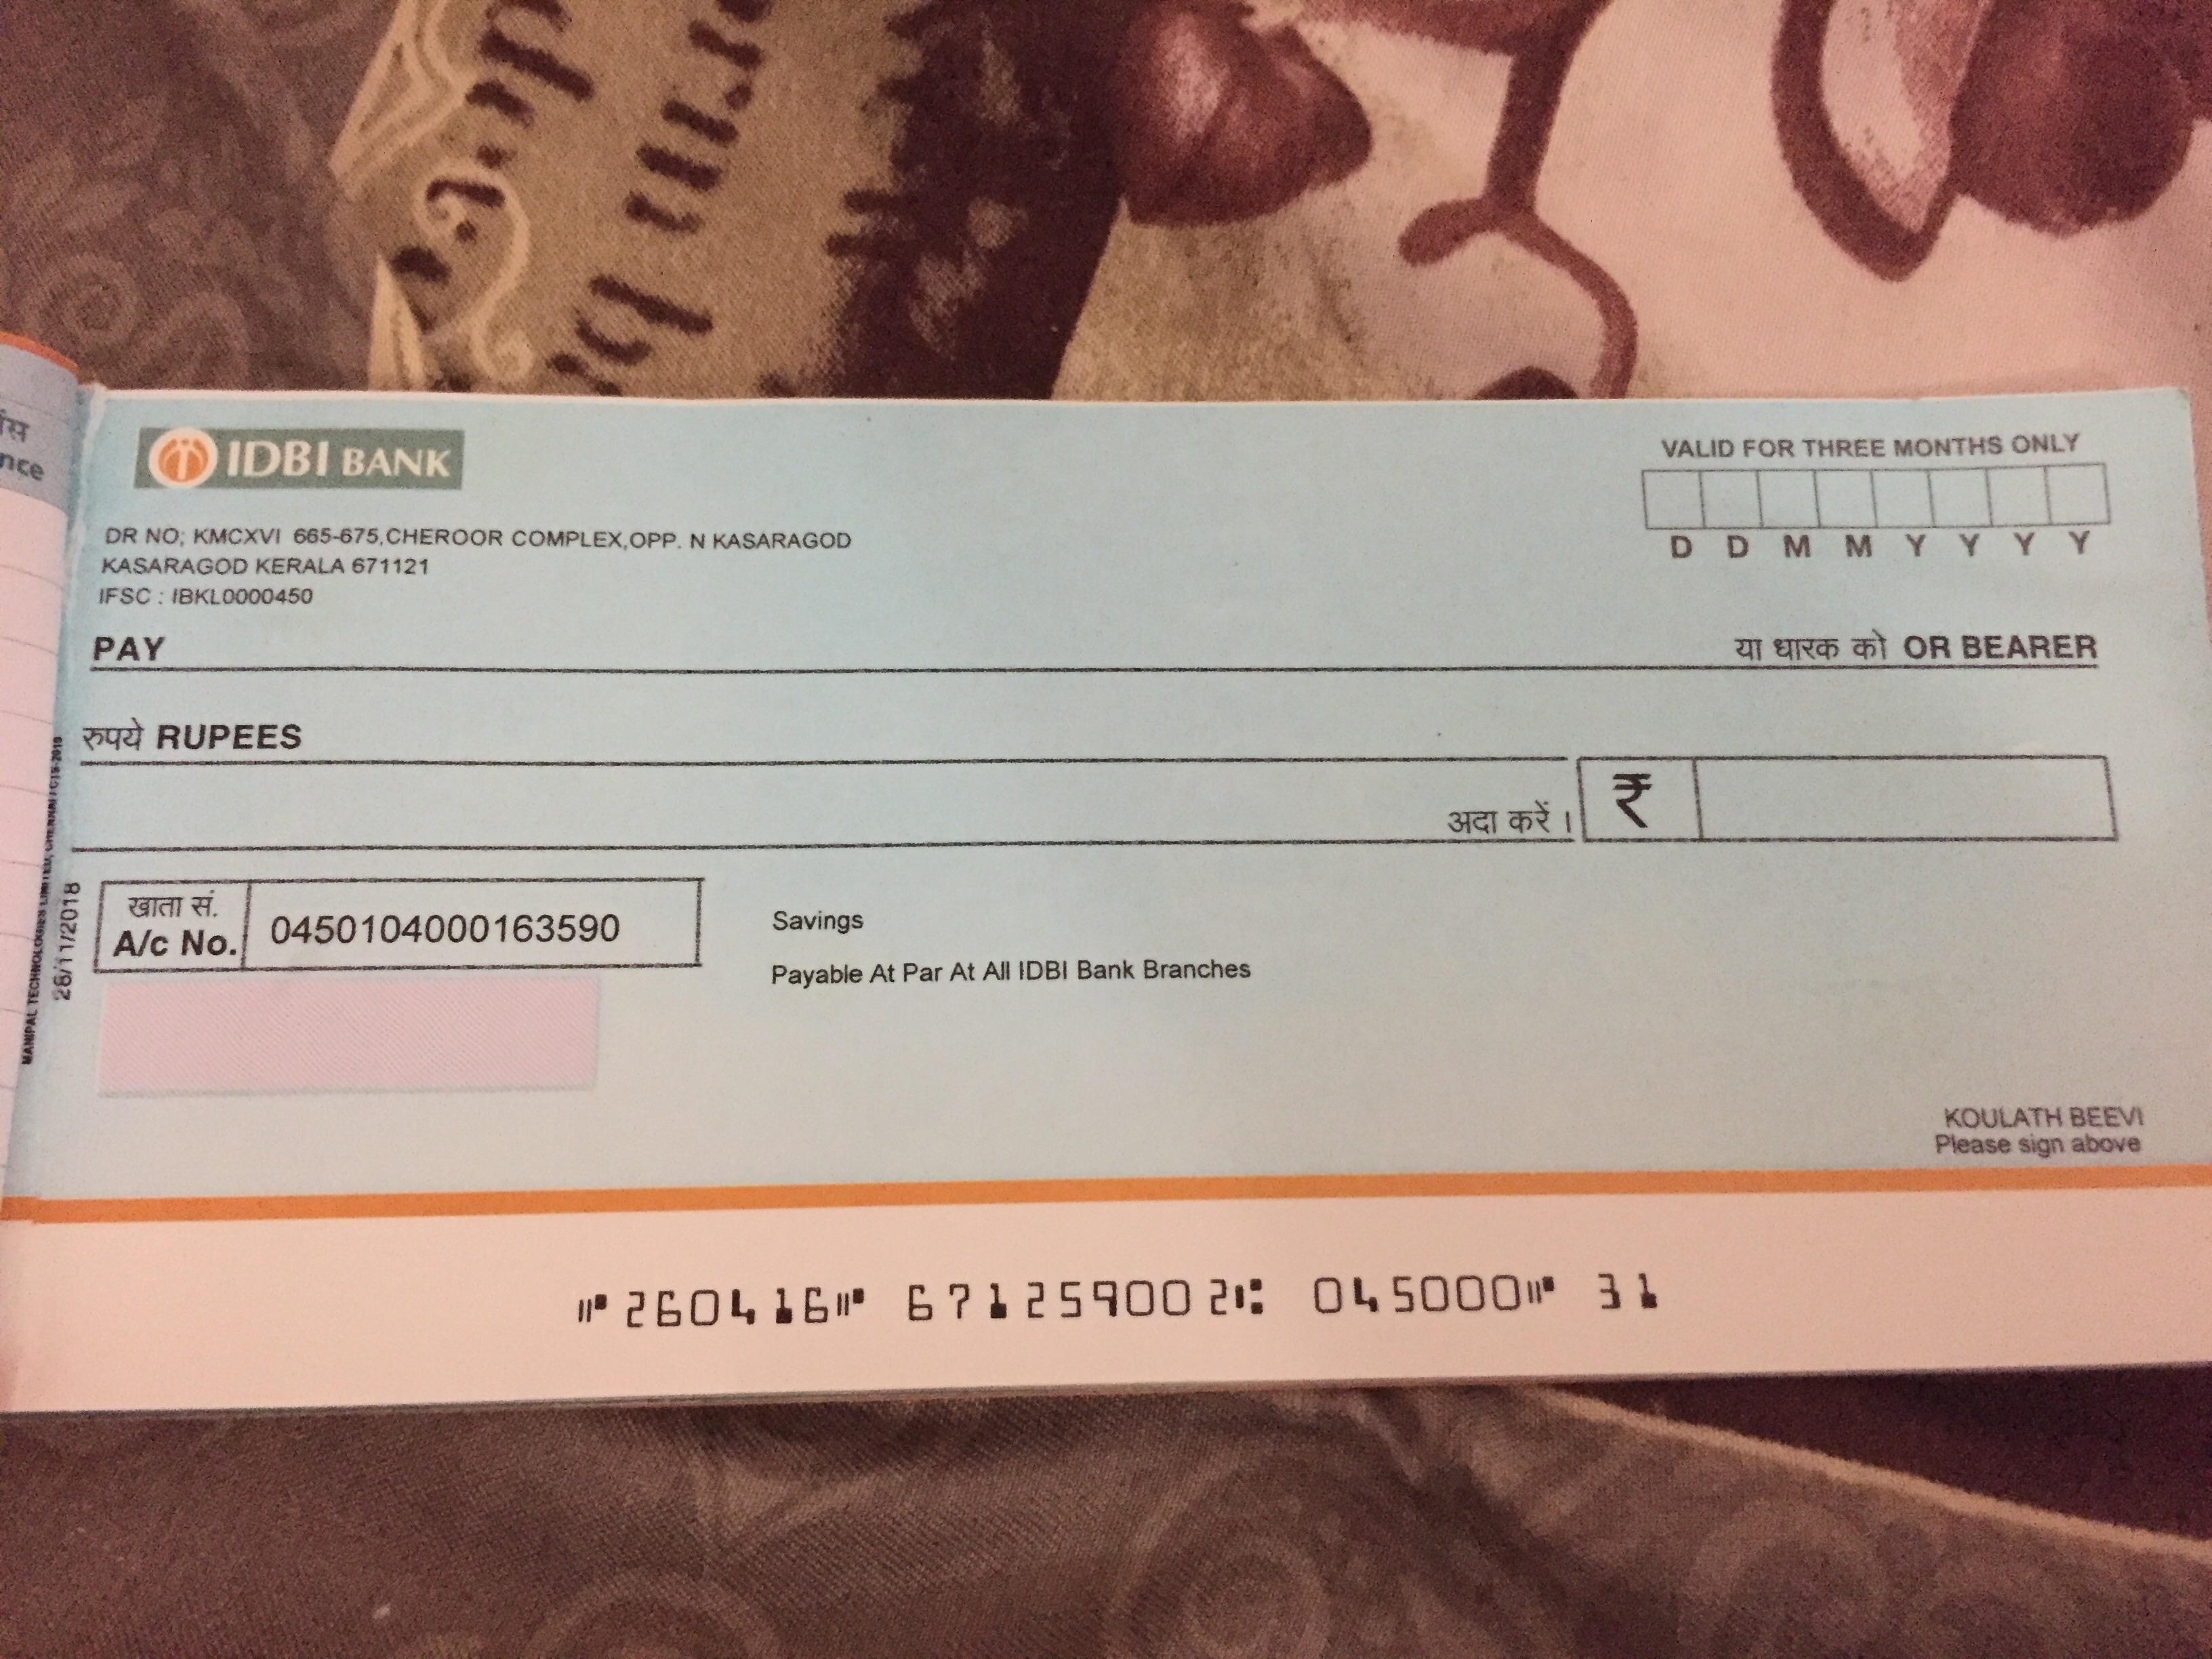 IDBI BANK
VALID FOR THREE MONTHS ONLY
DR NO; KMCXVI 665-675,CHEROOR COMPLEX,OPP. N KASARAGOD
KASARAGOD KERALA 671121
IFSC : IBKL0000450
D D M M Y Y Y Y
PAY
या धारक को OR BEARER
रुपये RUPEES
अदा करें।
₹
खाता सं.
A/c No.
0450104000163590
Savings
Payable At Par At All IDBI Bank Branches
28/11/2018
MANIPAL TECHNOLOGIES LIMITED, CHENNAI / CTS-2010
KOULATH BEEVI
Please sign above
⑈260416⑈ 671259002⑆ 045000⑈ 31